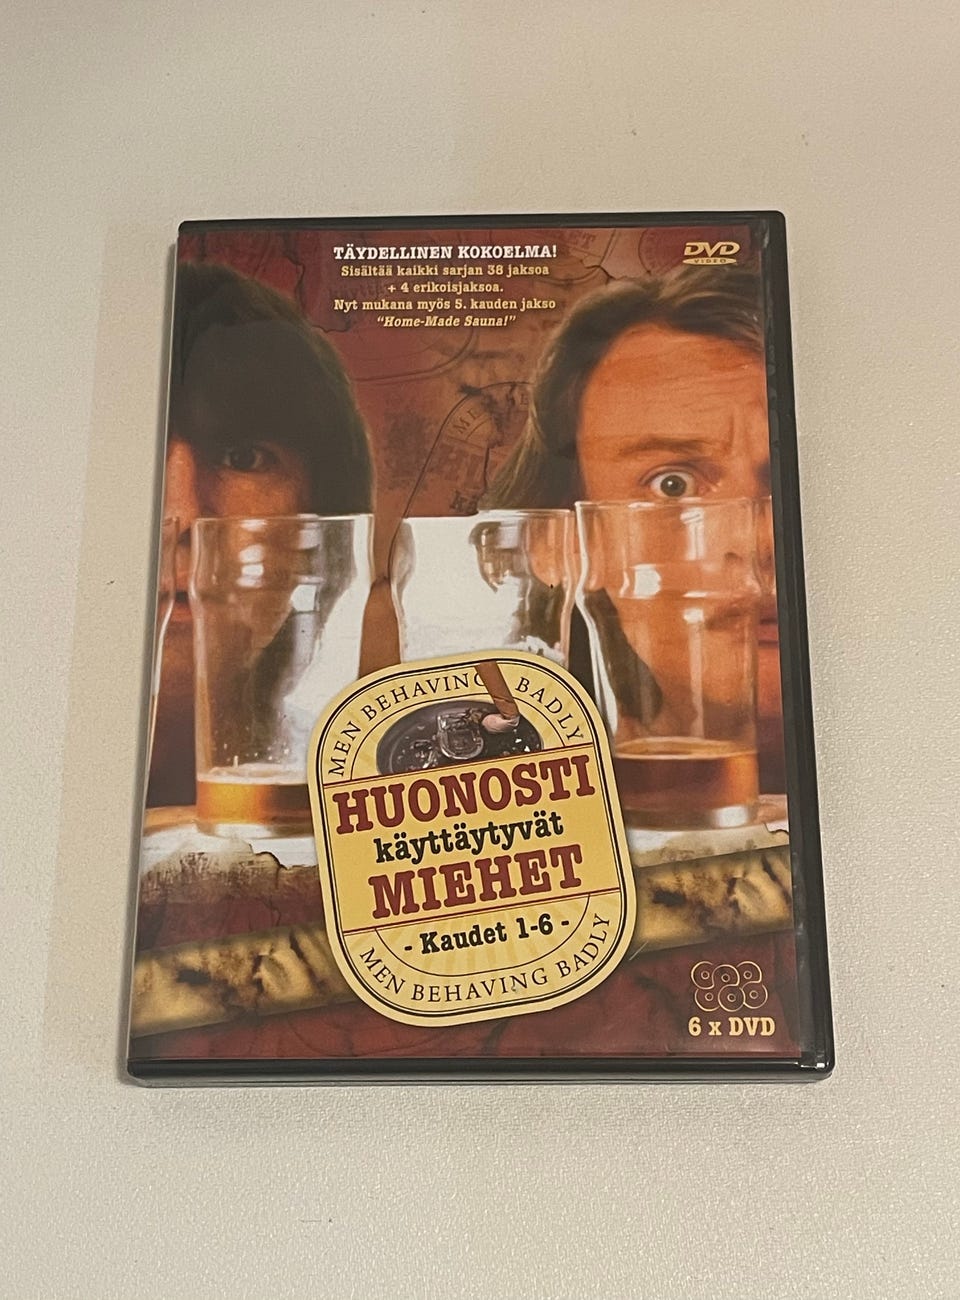 TÄYDELLINEN KOKOELMA!
Sisältää kaikki sarjan 38 jaksoa
+ 4 erikoisjaksoa.
Nyt mukana myös 5. kauden jakso
"Home-Made Sauna!"
DVD
VIDEO
MEN BEHAVING BADLY
HUONOSTI
käyttäytyvät
MIEHET
- Kaudet 1-6 -
MEN BEHAVING BADLY
6 x DVD